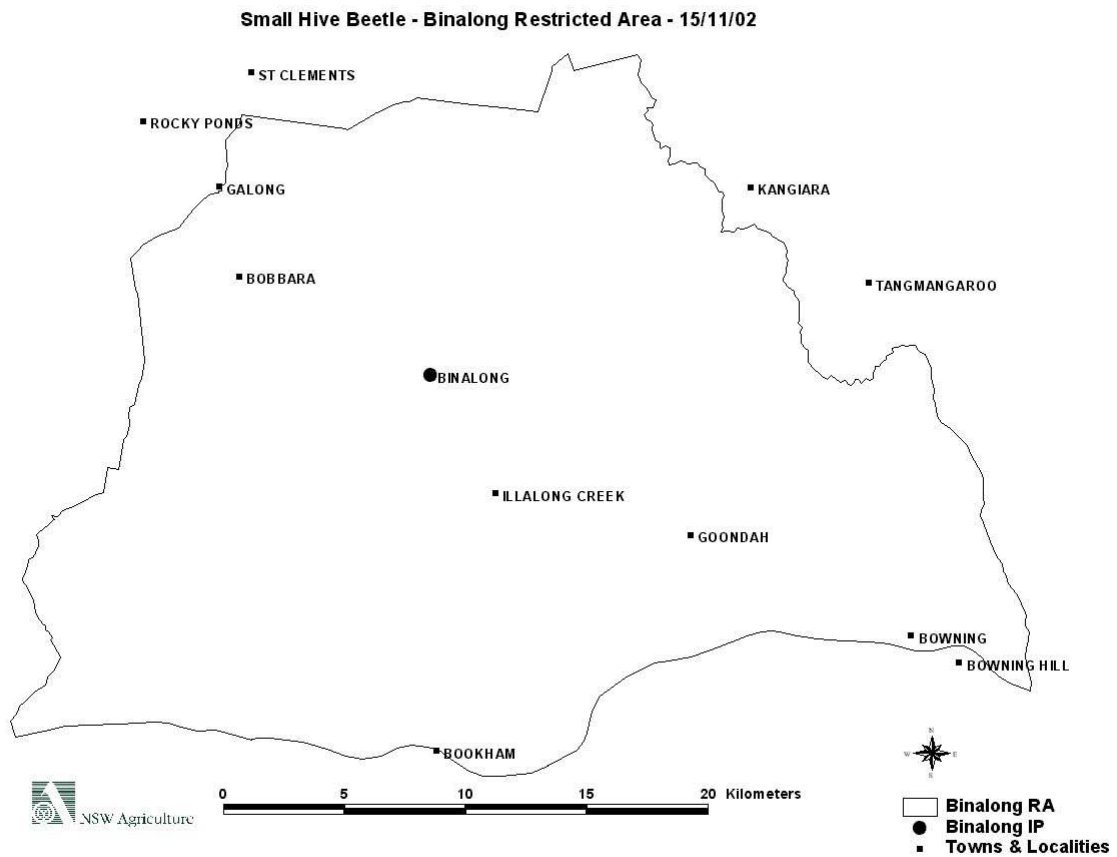 Small Hive Beetle - Binalong Restricted Area - 15/11/02
ST CLEMENTS
ROCKY PONDS
GALONG
KANGIARA
BOBBARA
TANGMANGAROO
BINALONG
ILLALONG CREEK
GOONDAH
BOWNING
BOWNING HILL
BOOKHAM
N
W E
S
NSW Agriculture
0 5 10 15 20 Kilometers
Binalong RA
Binalong IP
Towns & Localities